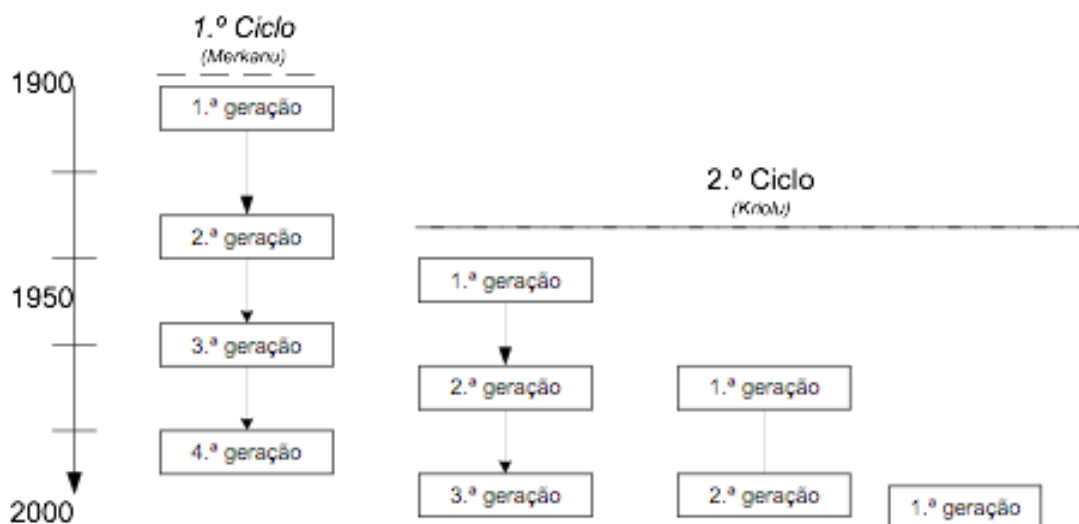 1.º Ciclo
(Merkanu)
1900
1.ª geração
2.º Ciclo
(Kriolu)
2.ª geração
1.ª geração
1950
3.ª geração
2.ª geração
1.ª geração
4.ª geração
3.ª geração
2.ª geração
1.ª geração
2000